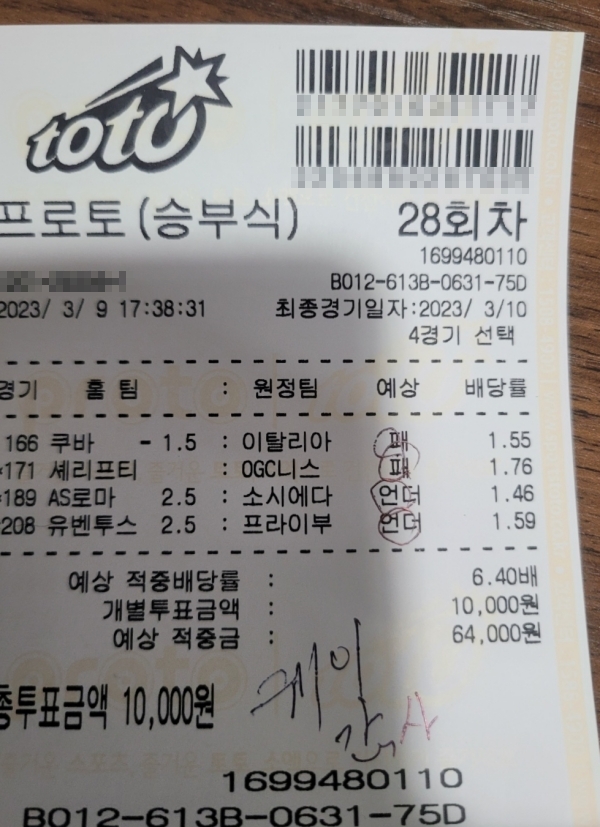 toto
프로토(승부식) 28회차
1699480110
B012-613B-0631-75D
2023/ 3/ 9 17:38:31 최종경기일자:2023/ 3/10
4경기 선택
경기 홈 팀 : 원정팀 예상 배당률
166 쿠바 - 1.5 : 이탈리아 패 1.55
*171 셰리프티 : OGC니스 패 1.76
*189 AS로마 2.5 : 소시에다 언더 1.46
208 유벤투스 2.5 : 프라이부 언더 1.59
예상 적중배당률 : 6.40배
개별투표금액 : 10,000원
예상 적중금 : 64,000원
총투표금액 10,000원
케이
1699480110
B012-613B-0631-75D